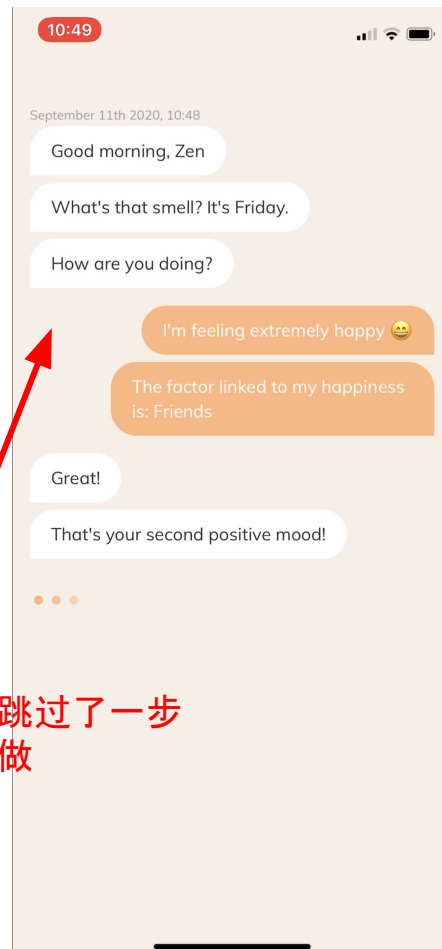 10:49
September 11th 2020, 10:48
Good morning, Zen
What's that smell? It's Friday.
How are you doing?
I'm feeling extremely happy 😄
The factor linked to my happiness
is: Friends
Great!
That's your second positive mood!
跳过了一步
做